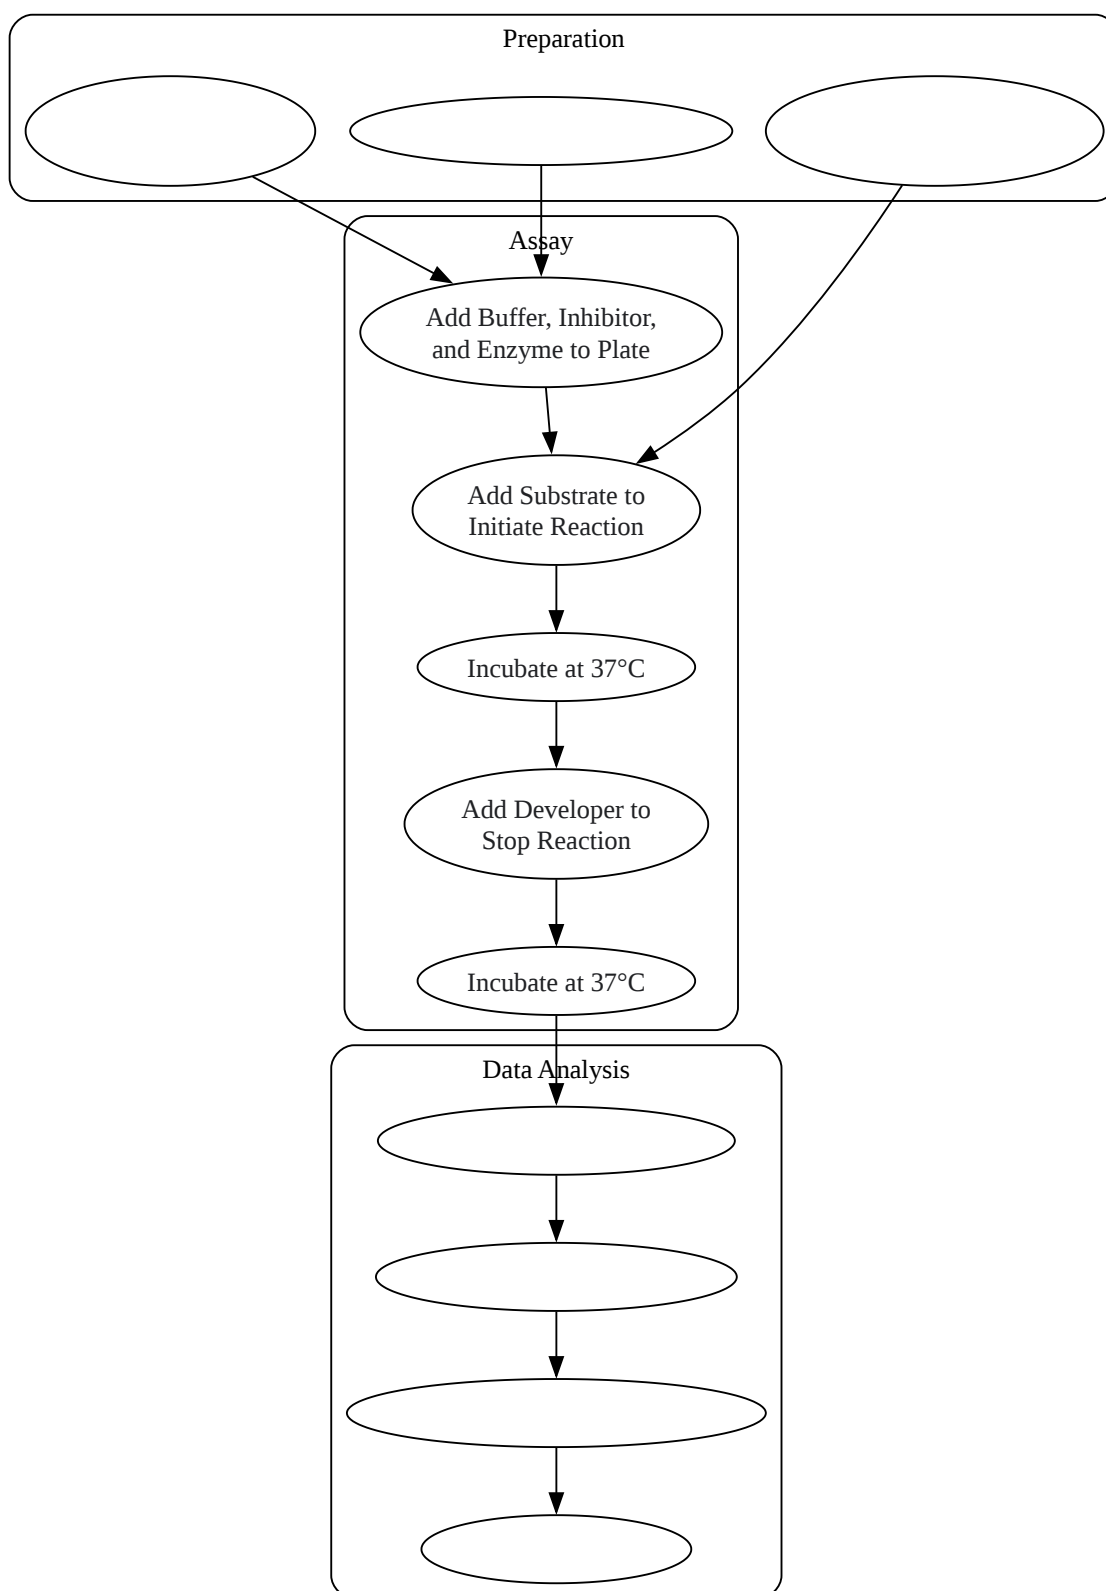 Preparation
Assay
Add Buffer, Inhibitor,
and Enzyme to Plate
Add Substrate to
Initiate Reaction
Incubate at 37°C
Add Developer to
Stop Reaction
Incubate at 37°C
Data Analysis